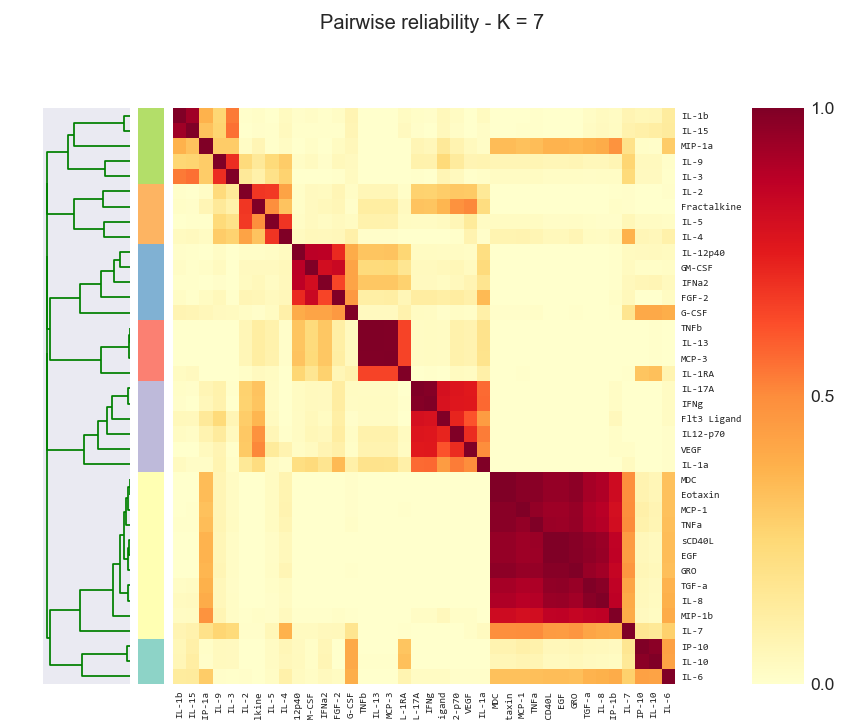 Pairwise reliability - K = 7
IL-1b
IL-15
MIP-1a
IL-9
IL-3
IL-2
Fractalkine
IL-5
IL-4
IL-12p40
GM-CSF
IFNa2
FGF-2
G-CSF
TNFb
IL-13
MCP-3
IL-1RA
IL-17A
IFNg
Flt3 Ligand
IL12-p70
VEGF
IL-1a
MDC
Eotaxin
MCP-1
TNFa
sCD40L
EGF
GRO
TGF-a
IL-8
MIP-1b
IL-7
IP-10
IL-10
IL-6
1.0
0.5
0.0
IL-1b
IL-15
IP-1a
IL-9
IL-3
IL-2
lkine
IL-5
IL-4
2p40
M-CSF
IFNa2
FGF-2
G-CSF
TNFb
IL-13
MCP-3
L-1RA
L-17A
IFNg
igand
2-p70
VEGF
IL-1a
MDC
taxin
MCP-1
TNFa
CD40L
EGF
GRO
TGF-a
IL-8
IP-1b
IL-7
IP-10
IL-10
IL-6